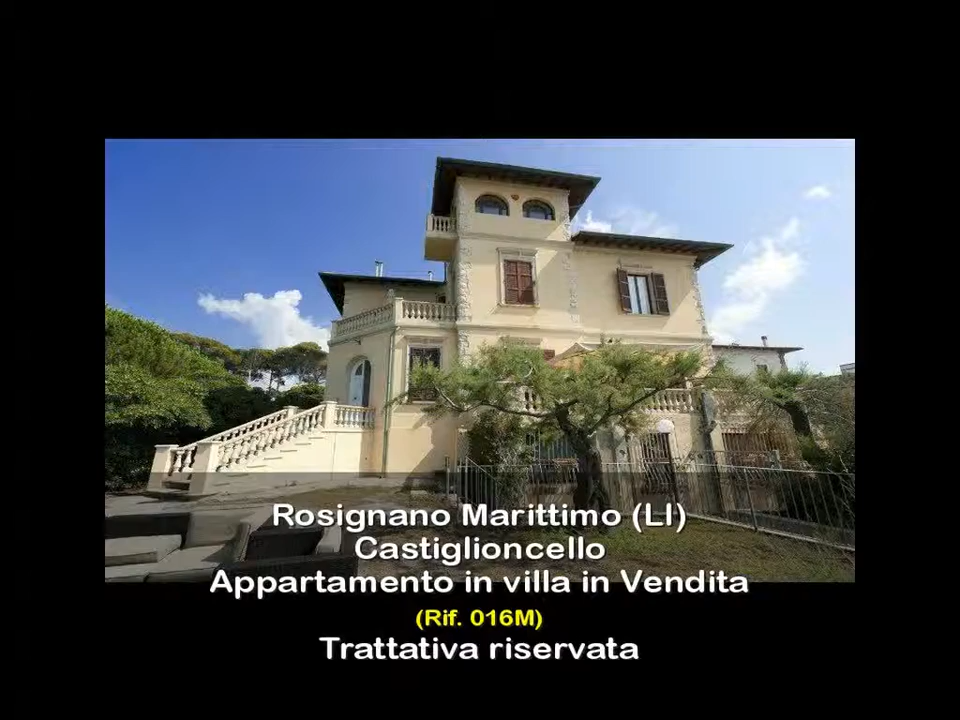 Rosignano Marittimo (LI)
Castiglioncello
Appartamento in villa in Vendita
(Rif. 016M)
Trattativa riservata